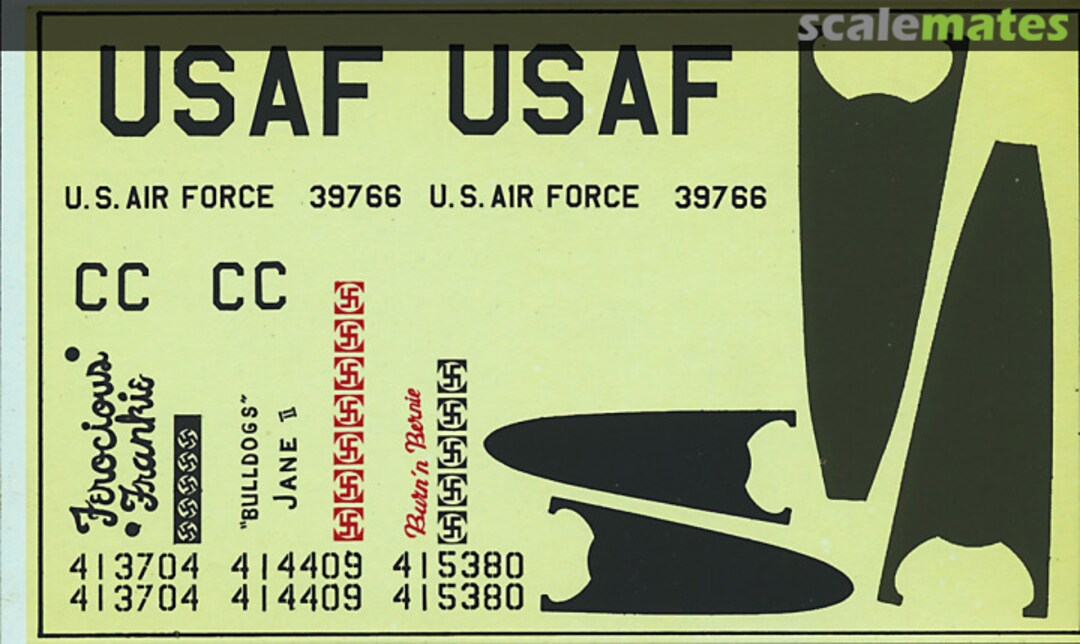 scalemates
USAF USAF
U.S. AIR FORCE 39766 U.S. AIR FORCE 39766
CC CC
Ferocious
Frankie
"BULLDOGS"
JANE II
Burn'n Bernie
413704 414409 415380
413704 414409 415380